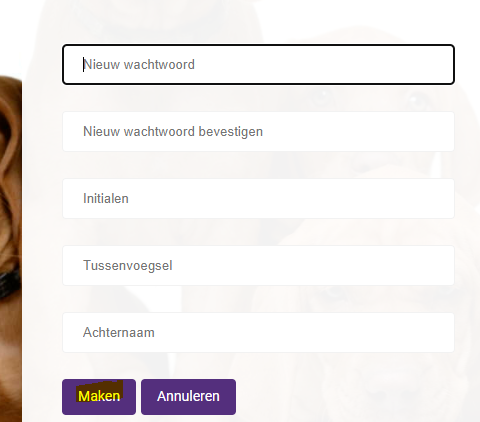 Nieuw wachtwoord
Nieuw wachtwoord bevestigen
Initialen
Tussenvoegsel
Achternaam
Maken Annuleren